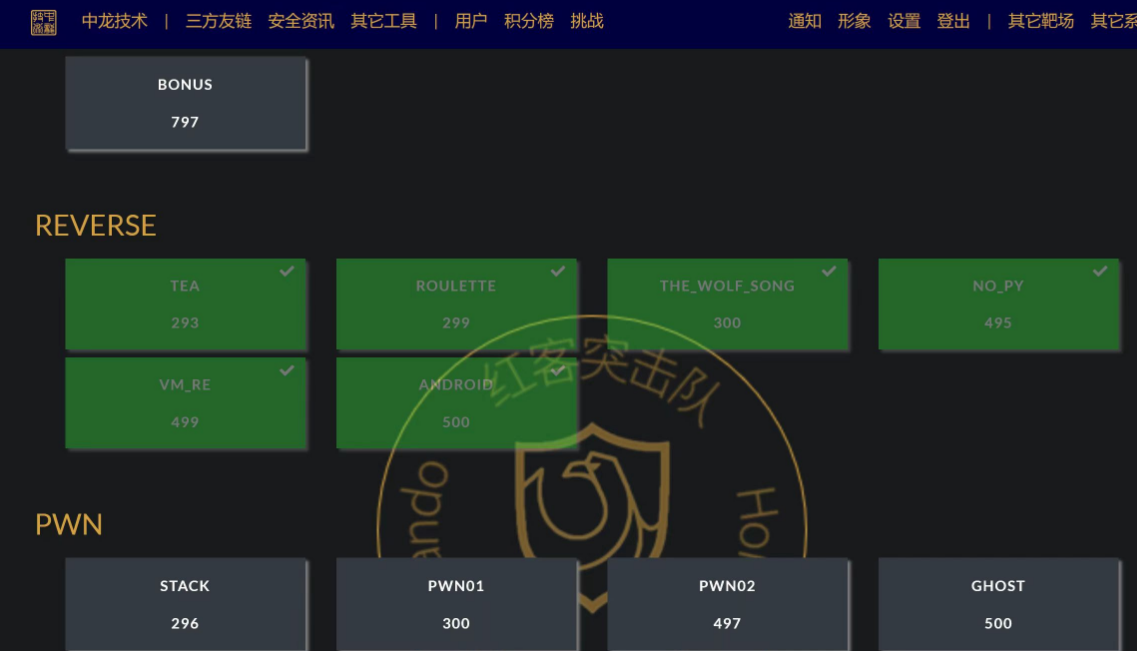 中龙技术 | 三方友链 安全资讯 其它工具 | 用户 积分榜 挑战 通知 形象 设置 登出 | 其它靶场 其它系
BONUS
797
REVERSE
TEA ROULETTE THE_WOLF_SONG NO_PY
293 299 300 495
VM_RE ANDROID
499 500
红客突击队
ando Ho
PWN
STACK PWN01 PWN02 GHOST
296 300 497 500